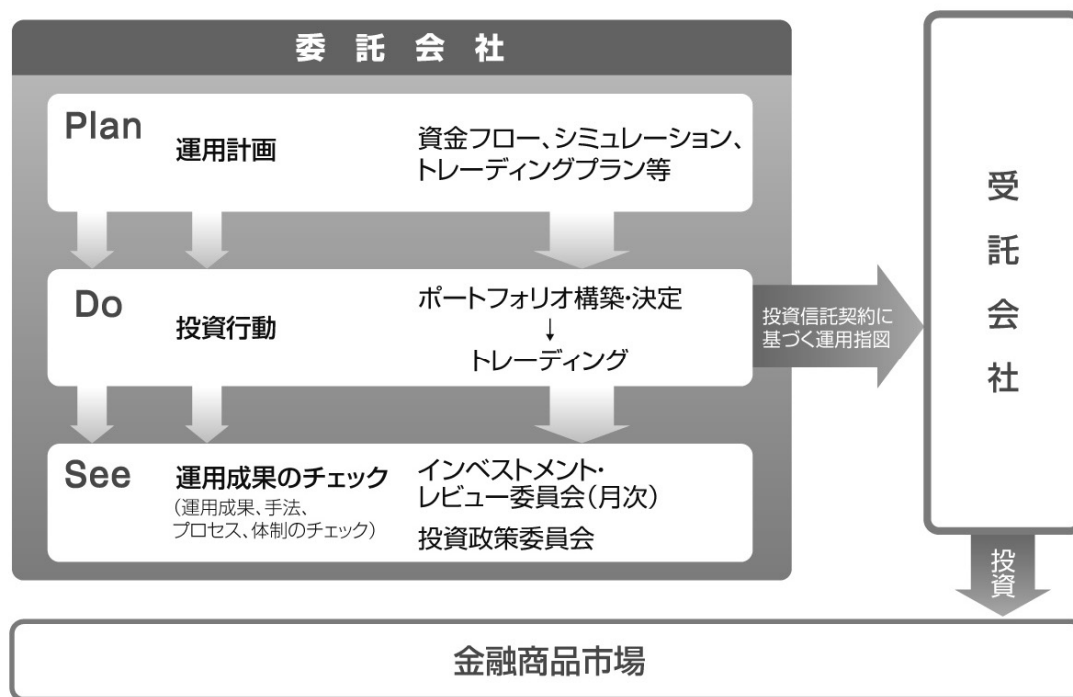 委託会社
Plan
運用計画
資金フロー、シミュレーション、
トレーディングプラン等
Do
投資行動
ポートフォリオ構築・決定
↓
トレーディング
See
運用成果のチェック
(運用成果、手法、
プロセス、体制のチェック)
インベストメント・
レビュー委員会(月次)
投資政策委員会
投資信託契約に
基づく運用指図
受託会社
投資
金融商品市場